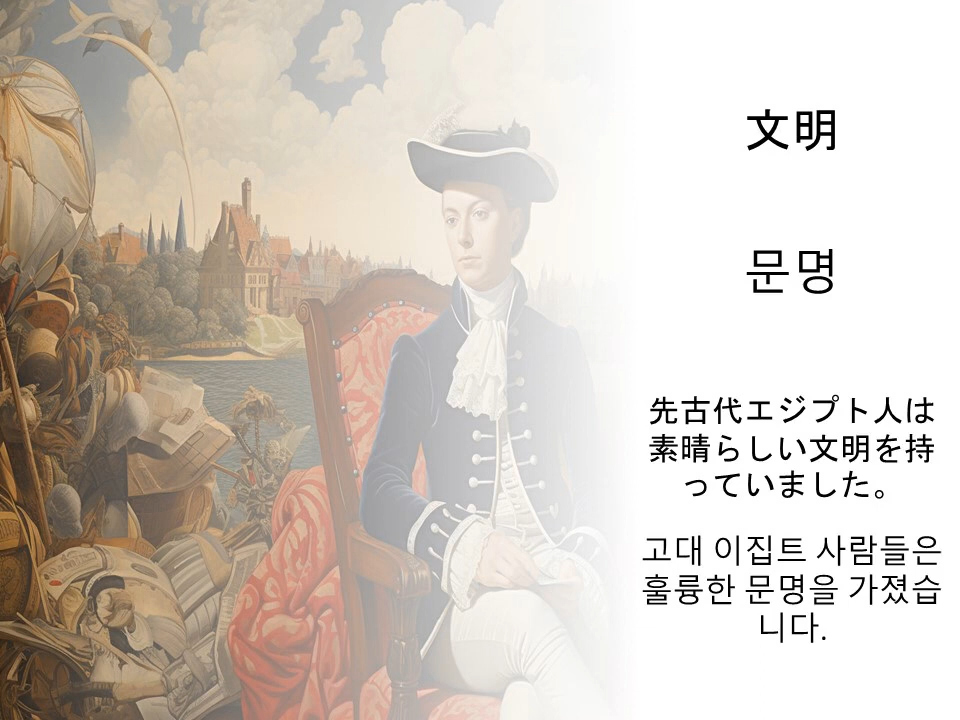 文明
문명
先古代エジプト人は
素晴らしい文明を持
っていました。
고대 이집트 사람들은
훌륭한 문명을 가졌습
니다.